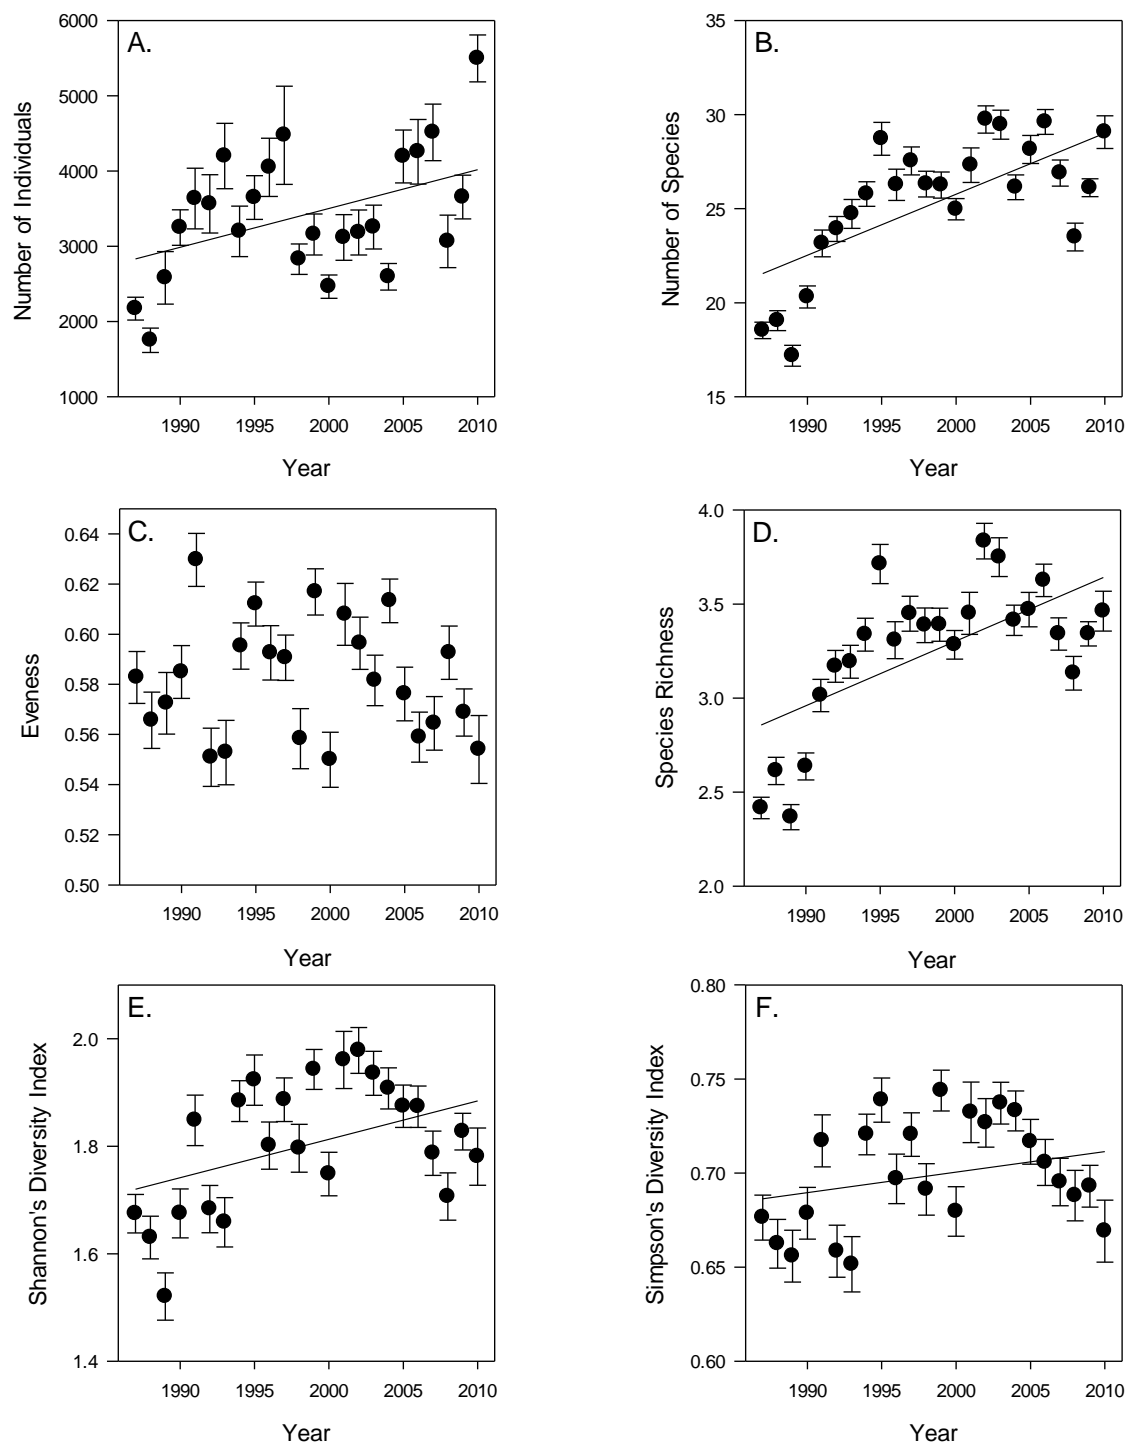 A.
Number of Individuals
6000
5000
4000
3000
2000
1000
1990 1995 2000 2005 2010
Year
B.
Number of Species
35
30
25
20
15
1990 1995 2000 2005 2010
Year
C.
Eveness
0.64
0.62
0.60
0.58
0.56
0.54
0.52
0.50
1990 1995 2000 2005 2010
Year
D.
Species Richness
4.0
3.5
3.0
2.5
2.0
1990 1995 2000 2005 2010
Year
E.
Shannon's Diversity Index
2.0
1.8
1.6
1.4
1990 1995 2000 2005 2010
Year
F.
Simpson's Diversity Index
0.80
0.75
0.70
0.65
0.60
1990 1995 2000 2005 2010
Year